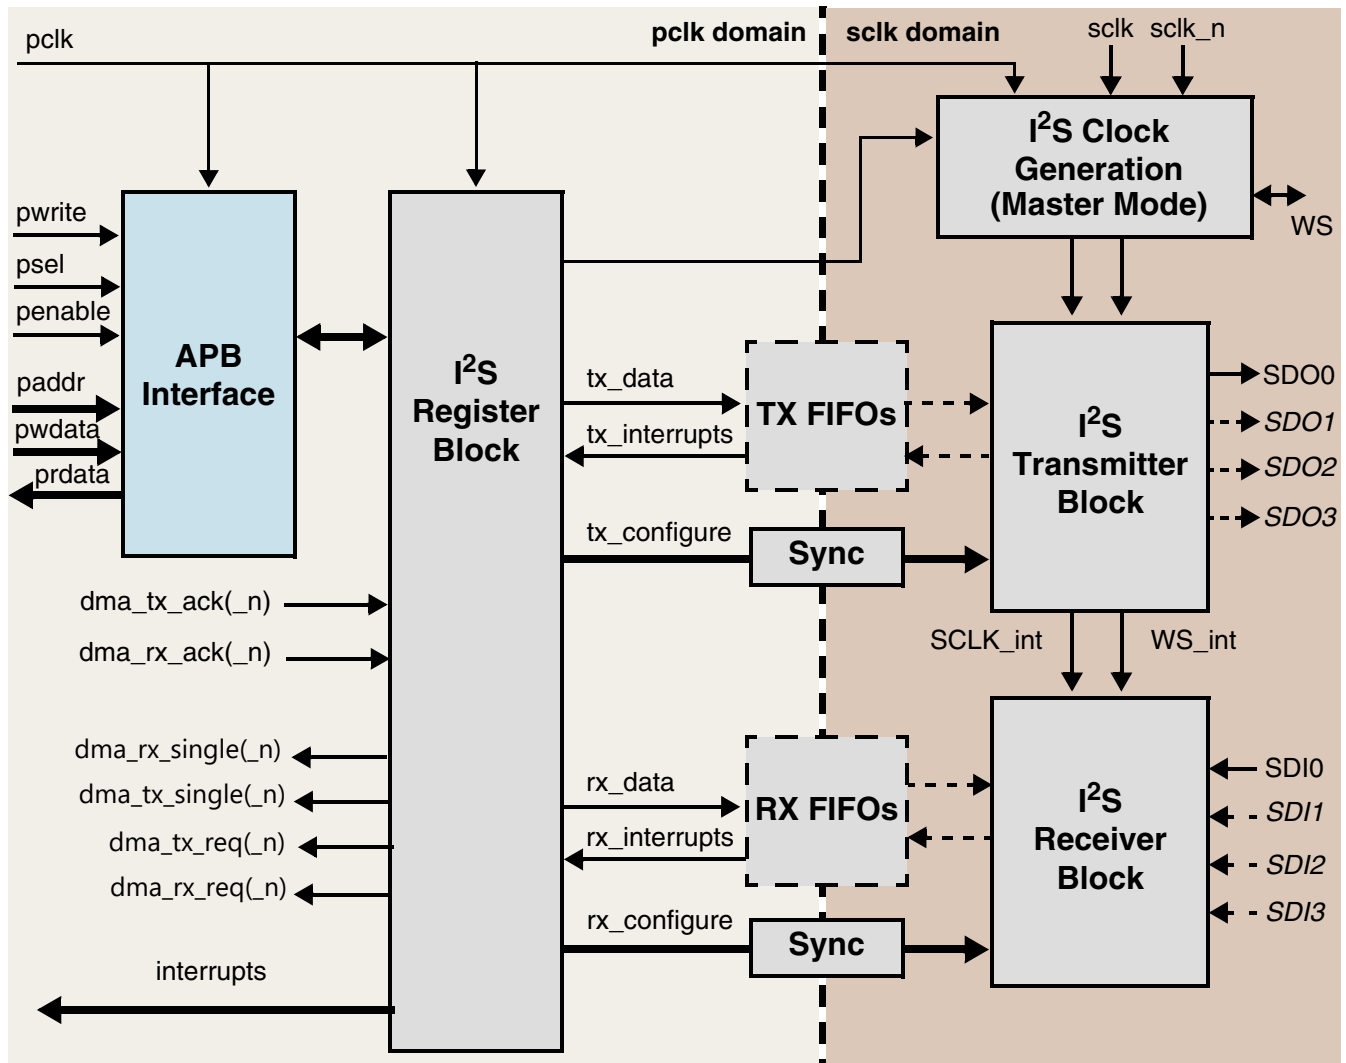 pclk
pclk domain
sclk domain
sclk
sclk_n
I²S Clock
Generation
(Master Mode)
WS
pwrite
psel
penable
paddr
pwdata
prdata
APB
Interface
I²S
Register
Block
tx_data
tx_interrupts
TX FIFOs
tx_configure
Sync
I²S
Transmitter
Block
SDO0
SDO1
SDO2
SDO3
SCLK_int
WS_int
dma_tx_ack(_n)
dma_rx_ack(_n)
dma_rx_single(_n)
dma_tx_single(_n)
dma_tx_req(_n)
dma_rx_req(_n)
interrupts
rx_data
rx_interrupts
RX FIFOs
rx_configure
Sync
I²S
Receiver
Block
SDI0
SDI1
SDI2
SDI3